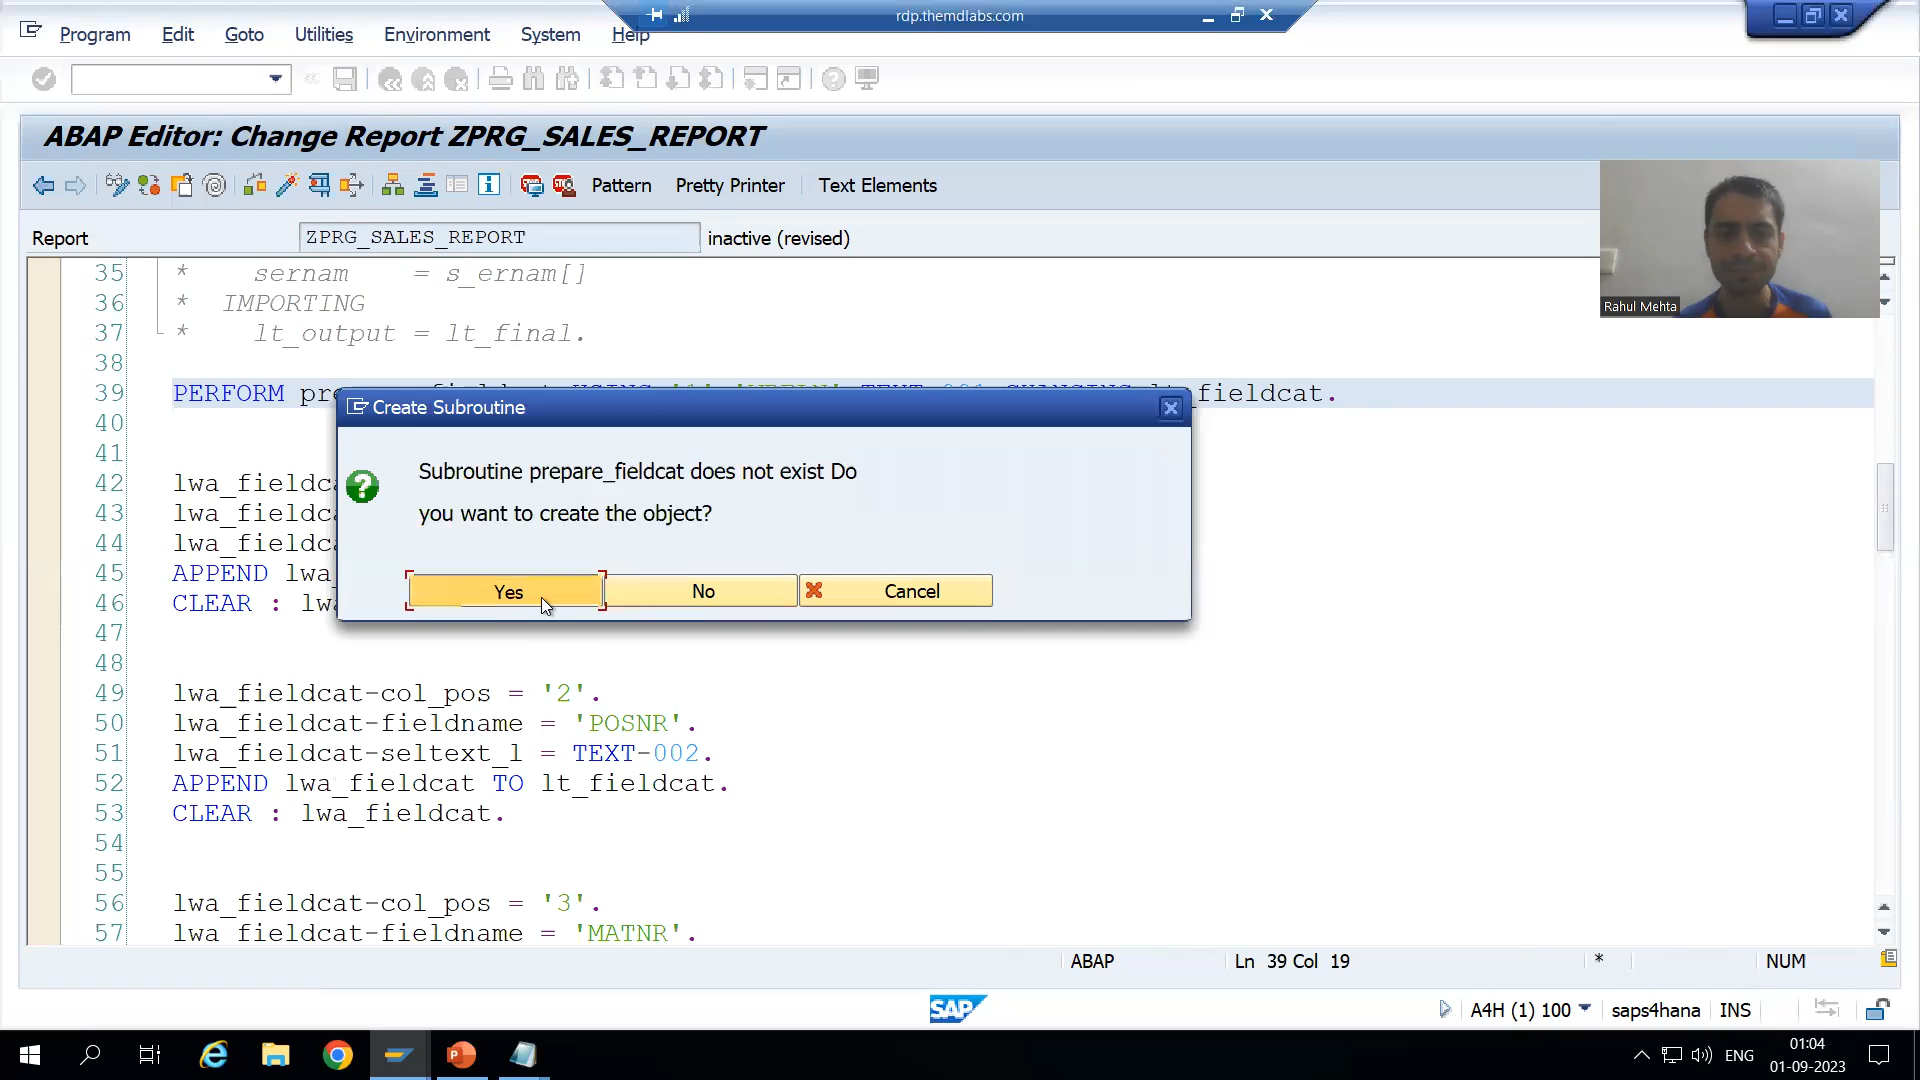 rdp.themdlabs.com
Program Edit Goto Utilities Environment System Help
ABAP Editor: Change Report ZPRG_SALES_REPORT
Pattern Pretty Printer Text Elements
Report ZPRG_SALES_REPORT inactive (revised)
Rahul Mehta
35 * sernam = s_ernam[]
36 * IMPORTING
37 * lt_output = lt_final.
38
39 PERFORM pre fieldcat.
Create Subroutine
Subroutine prepare_fieldcat does not exist Do
you want to create the object?
Yes No Cancel
40
41
42 lwa_fieldc
43 lwa_fieldc
44 lwa_fieldc
45 APPEND lwa
46 CLEAR : lw
47
48
49 lwa_fieldcat-col_pos = '2'.
50 lwa_fieldcat-fieldname = 'POSNR'.
51 lwa_fieldcat-seltext_l = TEXT-002.
52 APPEND lwa_fieldcat TO lt_fieldcat.
53 CLEAR : lwa_fieldcat.
54
55
56 lwa_fieldcat-col_pos = '3'.
57 lwa_fieldcat-fieldname = 'MATNR'.
ABAP Ln 39 Col 19 * NUM
SAP A4H (1) 100 saps4hana INS
ENG 01:04
01-09-2023